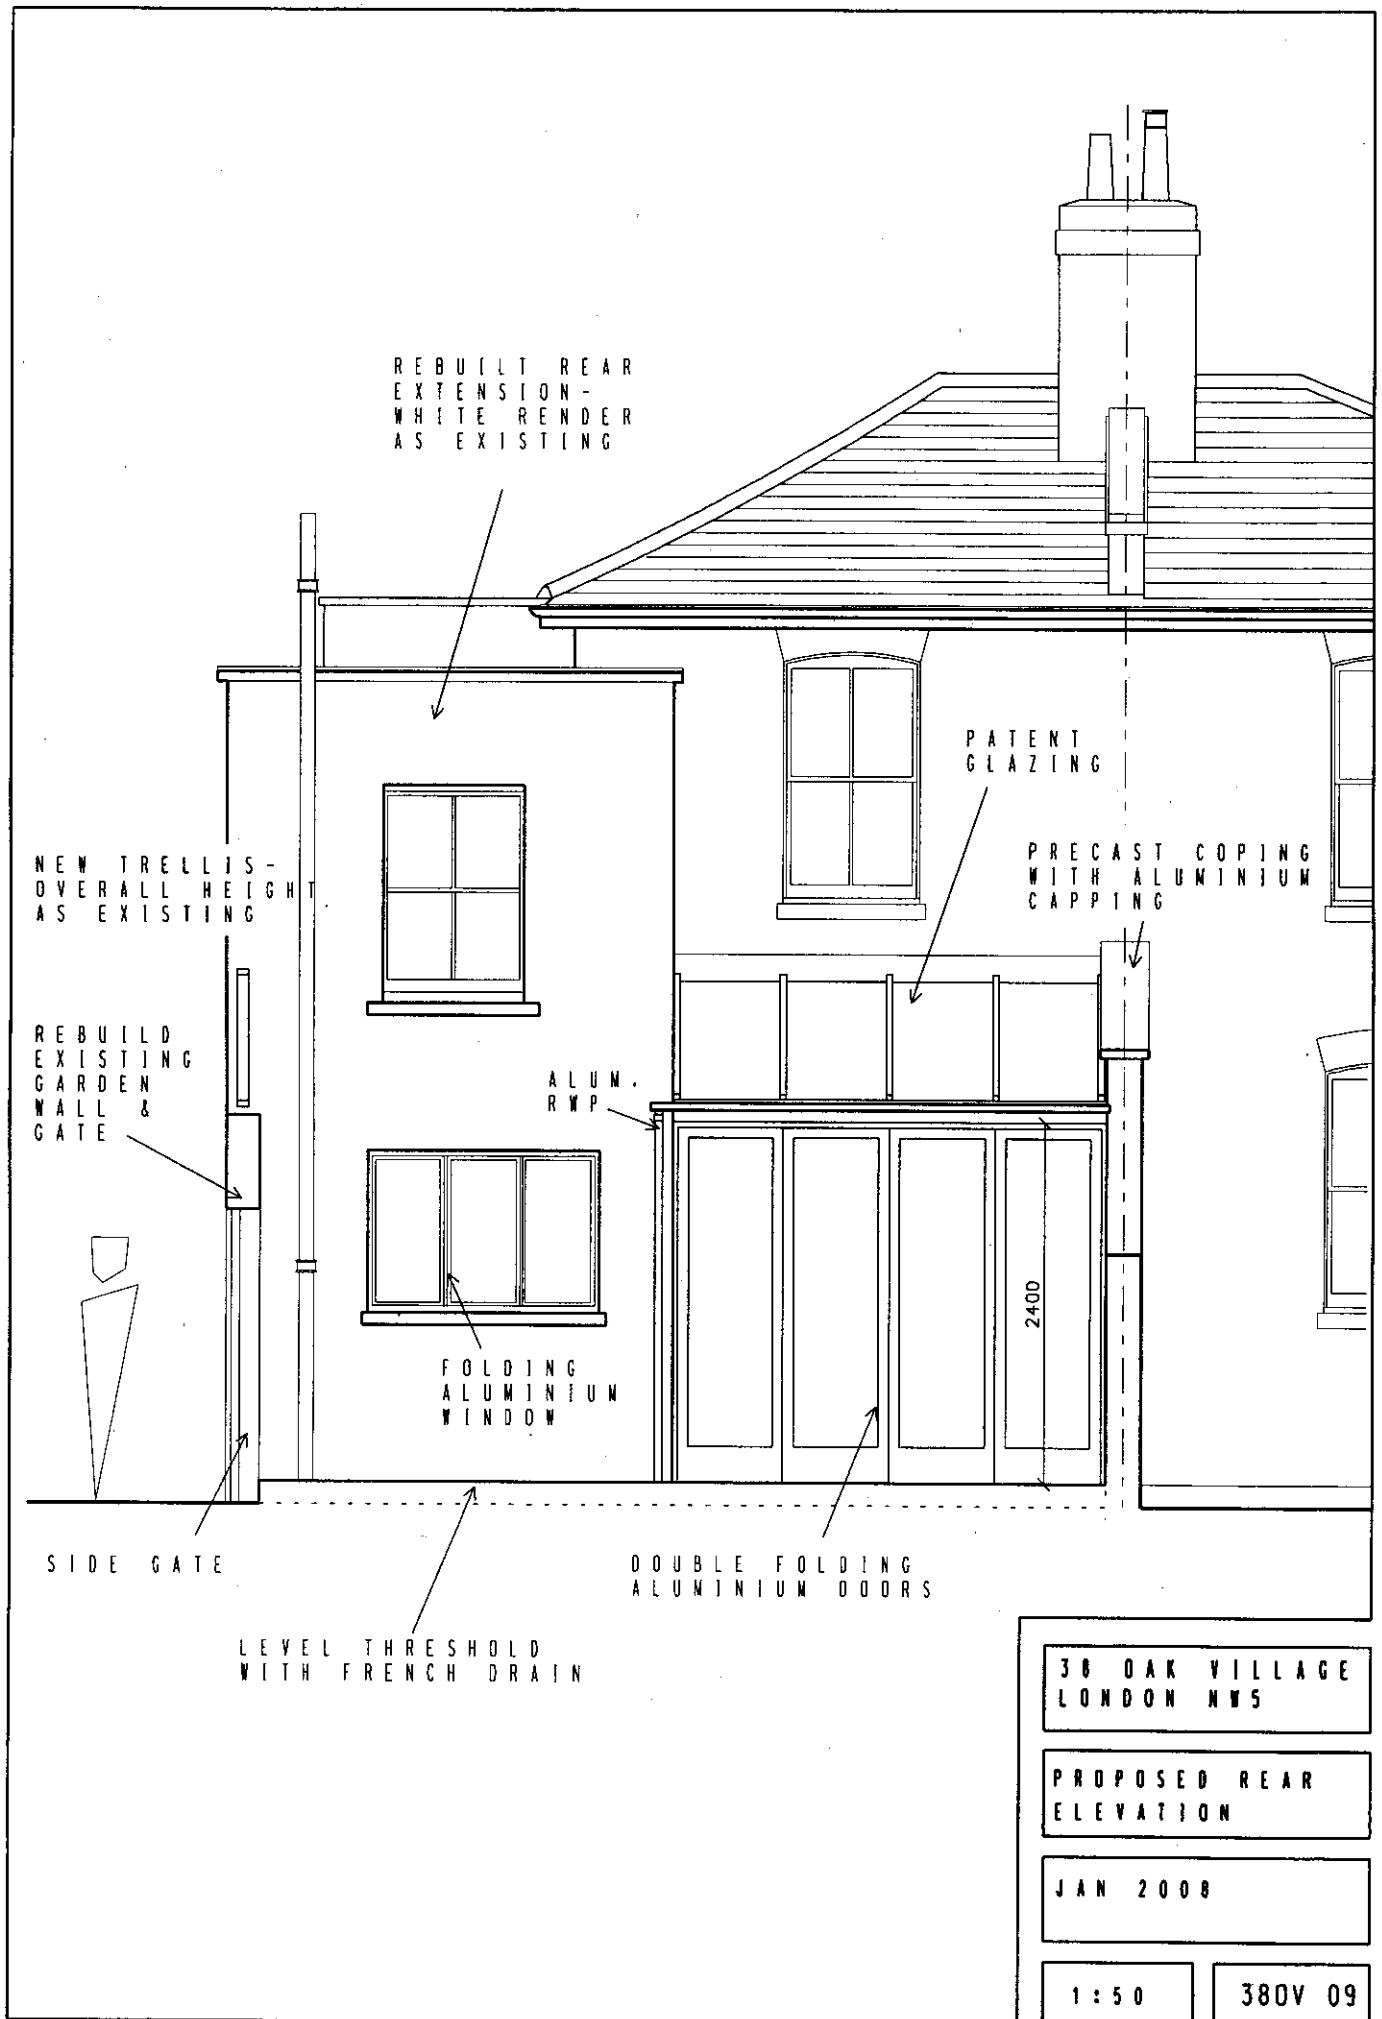 REBUILT REAR
EXTENSION-
WHITE RENDER
AS EXISTING
PATENT
GLAZING
NEW TRELLIS-
OVERALL HEIGHT
AS EXISTING
PRECAST COPING
WITH ALUMINIUM
CAPPING
REBUILD
EXISTING
GARDEN
WALL &
GATE
ALUM.
RWP
2400
FOLDING
ALUMINIUM
WINDOW
SIDE GATE
DOUBLE FOLDING
ALUMINIUM DOORS
LEVEL THRESHOLD
WITH FRENCH DRAIN
38 OAK VILLAGE
LONDON NW5
PROPOSED REAR
ELEVATION
JAN 2008
1:50
38OV 09